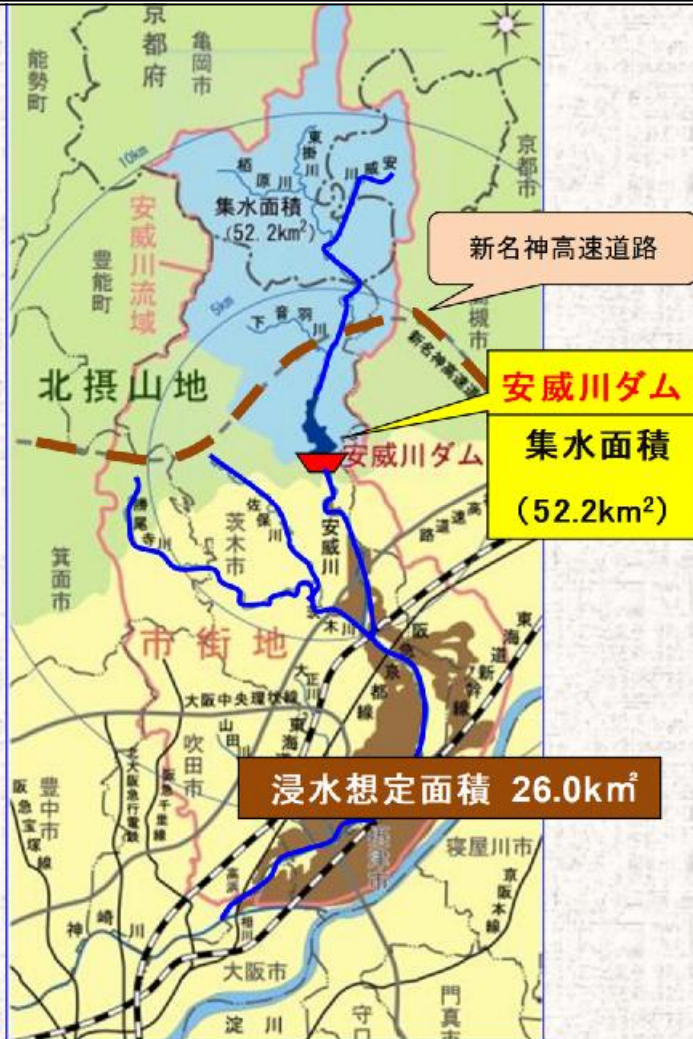 京都府
亀岡市
能勢町
10km
東掛川
栢原川
安威川
京都市
集水面積
(52.2km²)
安威川流域
豊能町
新名神高速道路
5km
下音羽川
槻市
新名神高速道
北摂山地
安威川ダム
集水面積
(52.2km²)
安威川ダム
勝尾寺川
佐保川
茨木市
安威川
箕面市
茨木川
市街地
阪急京都線
東海道新幹線
大正川
大阪中央環状線
山田川
東海道
吹田市
北大阪急行電鉄
阪急千里線
豊中市
阪急宝塚線
浸水想定面積 26.0km²
摂津市
寝屋川市
京阪本線
高浜
相川
神崎川
大阪市
淀川
守口
門真市